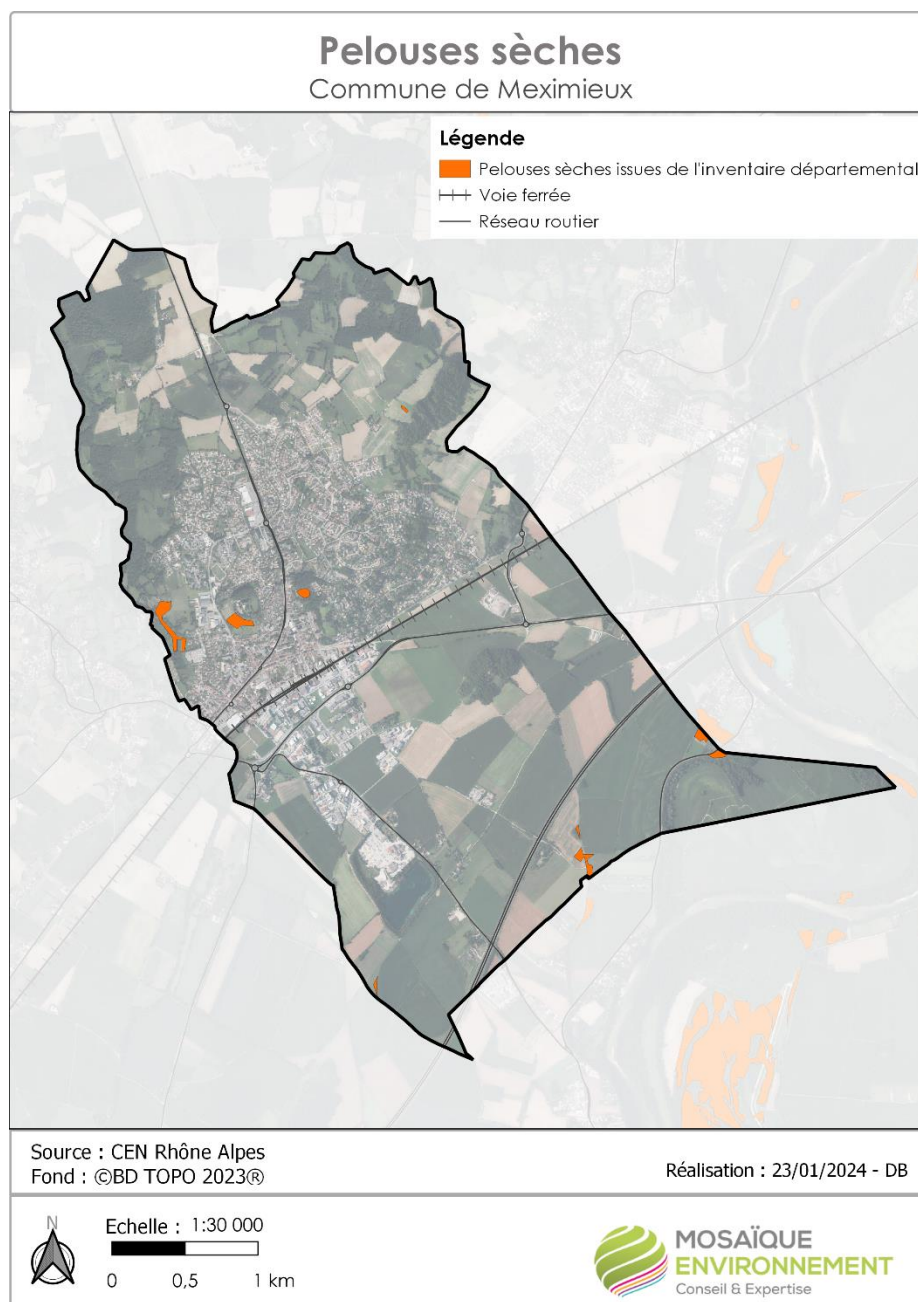 Pelouses sèches
Commune de Meximieux
Légende
Pelouses sèches issues de l'inventaire départemental
Voie ferrée
Réseau routier
Source : CEN Rhône Alpes
Fond : ©BD TOPO 2023®
Réalisation : 23/01/2024 - DB
N
Echelle : 1:30 000
0 0,5 1 km
MOSAÏQUE
ENVIRONNEMENT
Conseil & Expertise